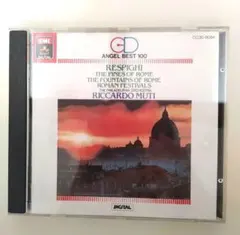 EMI
CD
ANGEL BEST 100
RESPIGHI
THE PINES OF ROME
THE FOUNTAINS OF ROME
ROMAN FESTIVALS
THE PHILADELPHIA ORCHESTRA
RICCARDO MUTI
DIGITAL